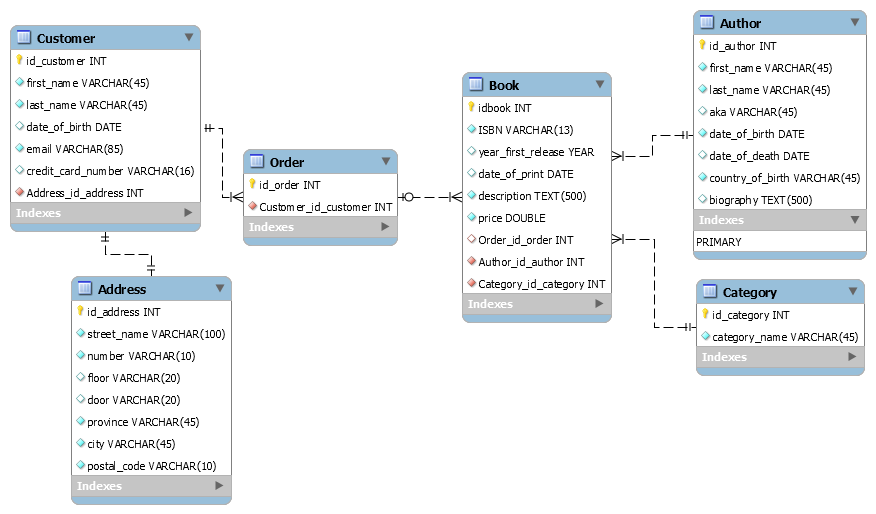 Customer
id_customer INT
first_name VARCHAR(45)
last_name VARCHAR(45)
date_of_birth DATE
email VARCHAR(85)
credit_card_number VARCHAR(16)
Address_id_address INT
Indexes
Address
id_address INT
street_name VARCHAR(100)
number VARCHAR(10)
floor VARCHAR(20)
door VARCHAR(20)
province VARCHAR(45)
city VARCHAR(45)
postal_code VARCHAR(10)
Indexes
Order
id_order INT
Customer_id_customer INT
Indexes
Book
idbook INT
ISBN VARCHAR(13)
year_first_release YEAR
date_of_print DATE
description TEXT(500)
price DOUBLE
Order_id_order INT
Author_id_author INT
Category_id_category INT
Indexes
Author
id_author INT
first_name VARCHAR(45)
last_name VARCHAR(45)
aka VARCHAR(45)
date_of_birth DATE
date_of_death DATE
country_of_birth VARCHAR(45)
biography TEXT(500)
Indexes
PRIMARY
Category
id_category INT
category_name VARCHAR(45)
Indexes